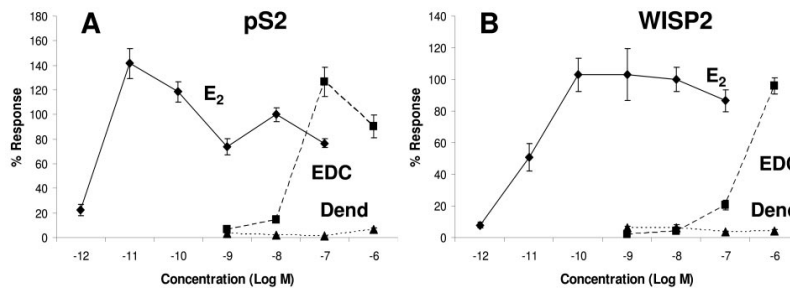 A pS2
180
160
140
120
100
80
60
40
20
0
% Response
E2
EDC
Dend
-12 -11 -10 -9 -8 -7 -6
Concentration (Log M)
B WISP2
140
120
100
80
60
40
20
0
% Response
E2
EDC
Den
-12 -11 -10 -9 -8 -7 -6
Concentration (Log M)